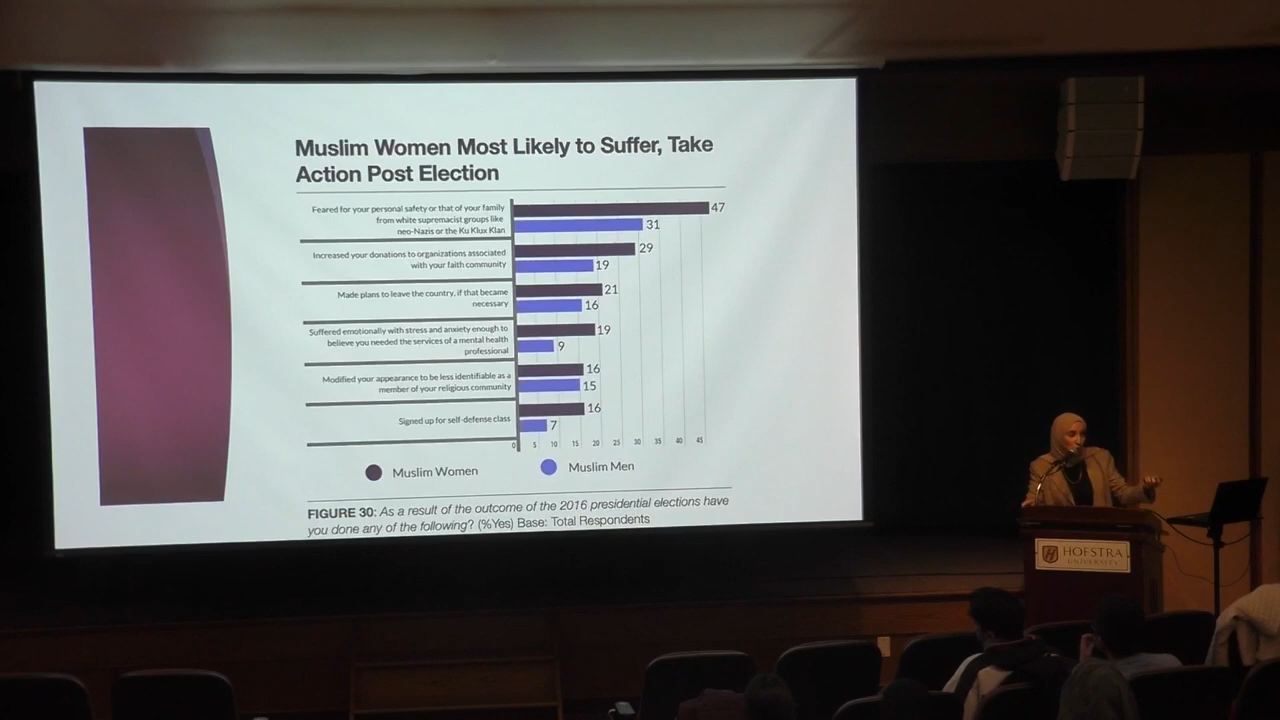 Muslim Women Most Likely to Suffer, Take
Action Post Election
Feared for your personal safety or that of your family
from white supremacist groups like
neo-Nazis or the Ku Klux Klan
47
31
Increased your donations to organizations associated
with your faith community
29
19
Made plans to leave the country, if that became
necessary
21
16
Suffered emotionally with stress and anxiety enough to
believe you needed the services of a mental health
professional
19
9
Modified your appearance to be less identifiable as a
member of your religious community
16
15
Signed up for self-defense class
16
7
0 5 10 15 20 25 30 35 40 45
Muslim Women Muslim Men
FIGURE 30: As a result of the outcome of the 2016 presidential elections have
you done any of the following? (%Yes) Base: Total Respondents
HOFSTRA
UNIVERSITY